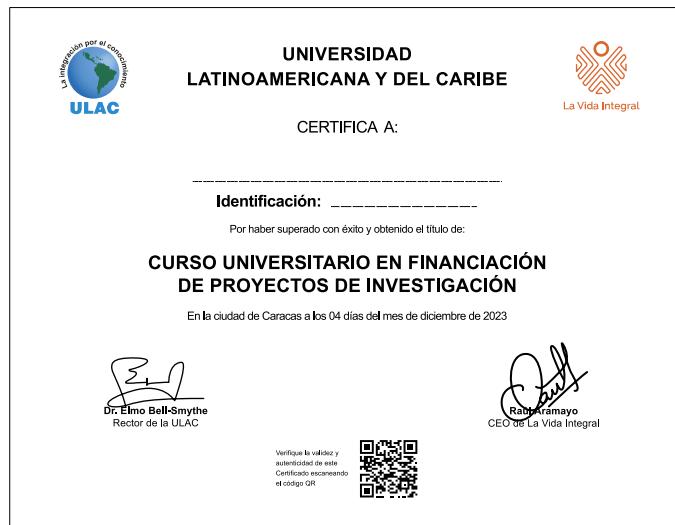 La integración por el conocimiento
ULAC
UNIVERSIDAD
LATINOAMERICANA Y DEL CARIBE
La Vida Integral
CERTIFICA A:
Identificación:
Por haber superado con éxito y obtenido el título de:
CURSO UNIVERSITARIO EN FINANCIACIÓN
DE PROYECTOS DE INVESTIGACIÓN
En la ciudad de Caracas a los 04 días del mes de diciembre de 2023
Dr. Elmo Bell-Smythe
Rector de la ULAC
Raúl Aramayo
CEO de La Vida Integral
Verifique la validez y
autenticidad de este
Certificado escaneando
el código QR